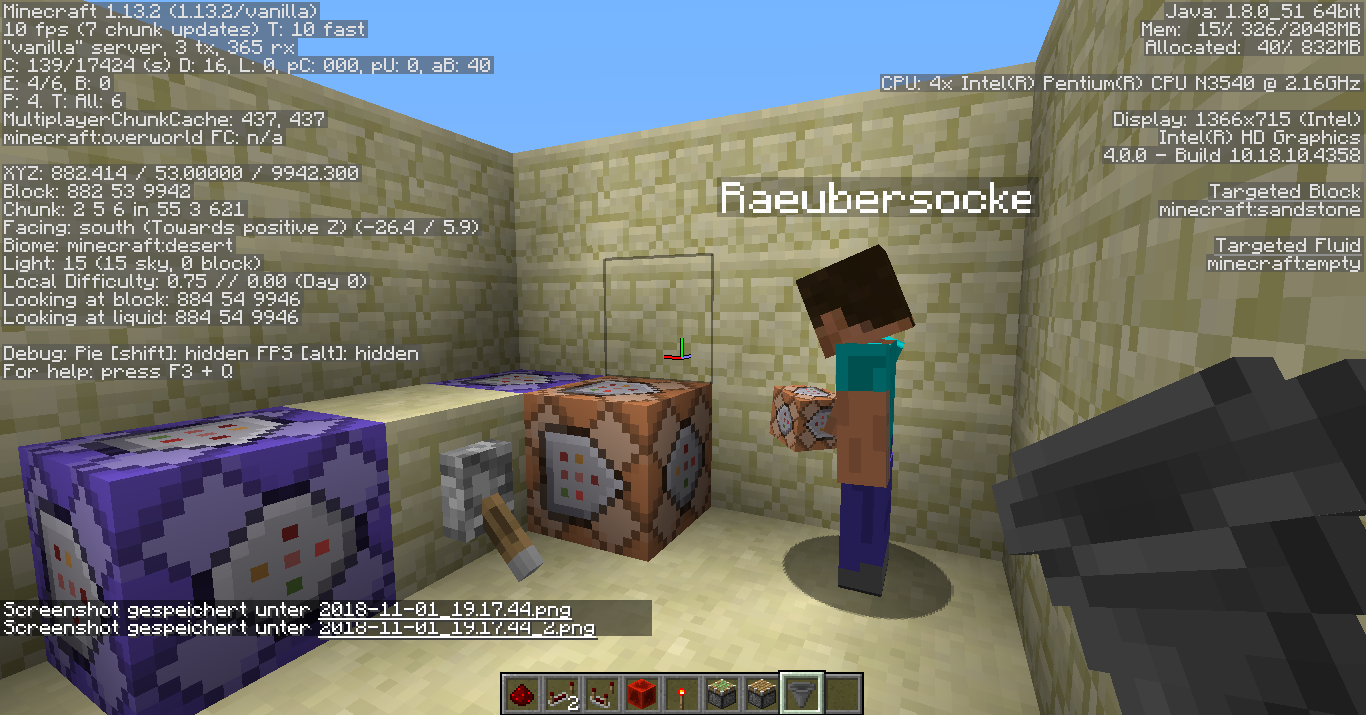 Minecraft 1.13.2 (1.13.2/vanilla)
10 fps (7 chunk updates) T: 10 fast
"vanilla" server, 3 tx, 365 rx
C: 139/17424 (s) D: 16, L: 0, pC: 000, pU: 0, aB: 40
E: 4/6, B: 0
P: 4. T: All: 6
MultiplayerChunkCache: 437, 437
minecraft:overworld FC: n/a
XYZ: 882.414 / 53.00000 / 9942.300
Block: 882 53 9942
Chunk: 2 5 6 in 55 3 621
Facing: south (Towards positive Z) (-26.4 / 5.9)
Biome: minecraft:desert
Light: 15 (15 sky, 0 block)
Local Difficulty: 0.75 // 0.00 (Day 0)
Looking at block: 884 54 9946
Looking at liquid: 884 54 9946
Debug: Pie [shift]: hidden FPS [alt]: hidden
For help: press F3 + Q
Java: 1.8.0_51 64bit
Mem: 15% 326/2048MB
Allocated: 40% 832MB
CPU: 4x Intel(R) Pentium(R) CPU N3540 @ 2.16GHz
Display: 1366x715 (Intel)
Intel(R) HD Graphics
4.0.0 - Build 10.18.10.4358
Targeted Block
minecraft:sandstone
Targeted Fluid
minecraft:empty
Raeubersocke
Screenshot gespeichert unter 2018-11-01_19.17.44.png
Screenshot gespeichert unter 2018-11-01_19.17.44_2.png
2